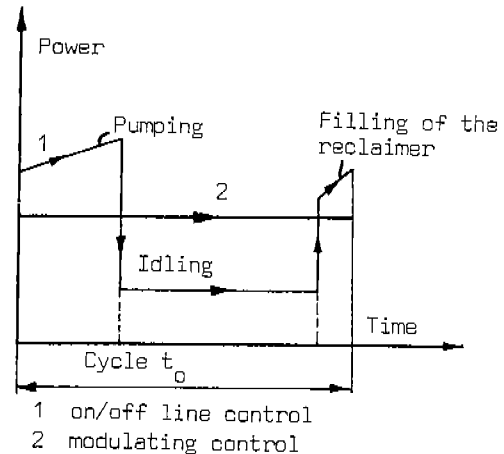 Power
Pumping
1
Filling of the
reclaimer
2
Idling
Time
Cycle t₀
1 on/off line control
2 modulating control